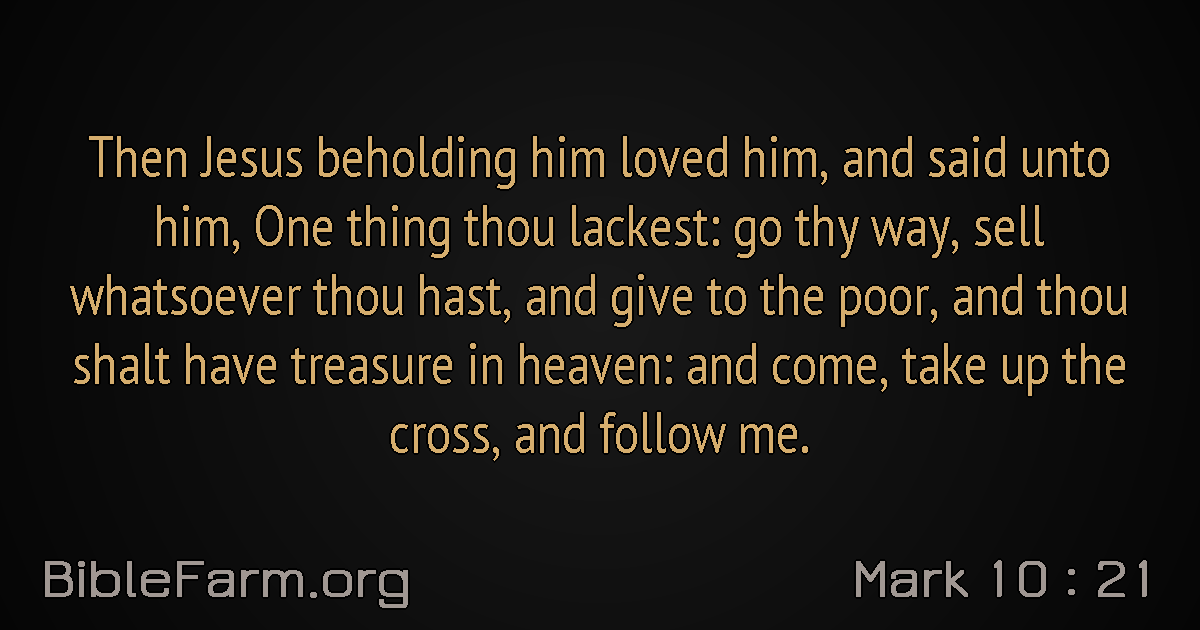 Then Jesus beholding him loved him, and said unto
him, One thing thou lackest: go thy way, sell
whatsoever thou hast, and give to the poor, and thou
shalt have treasure in heaven: and come, take up the
cross, and follow me.
BibleFarm.org
Mark 10 : 21